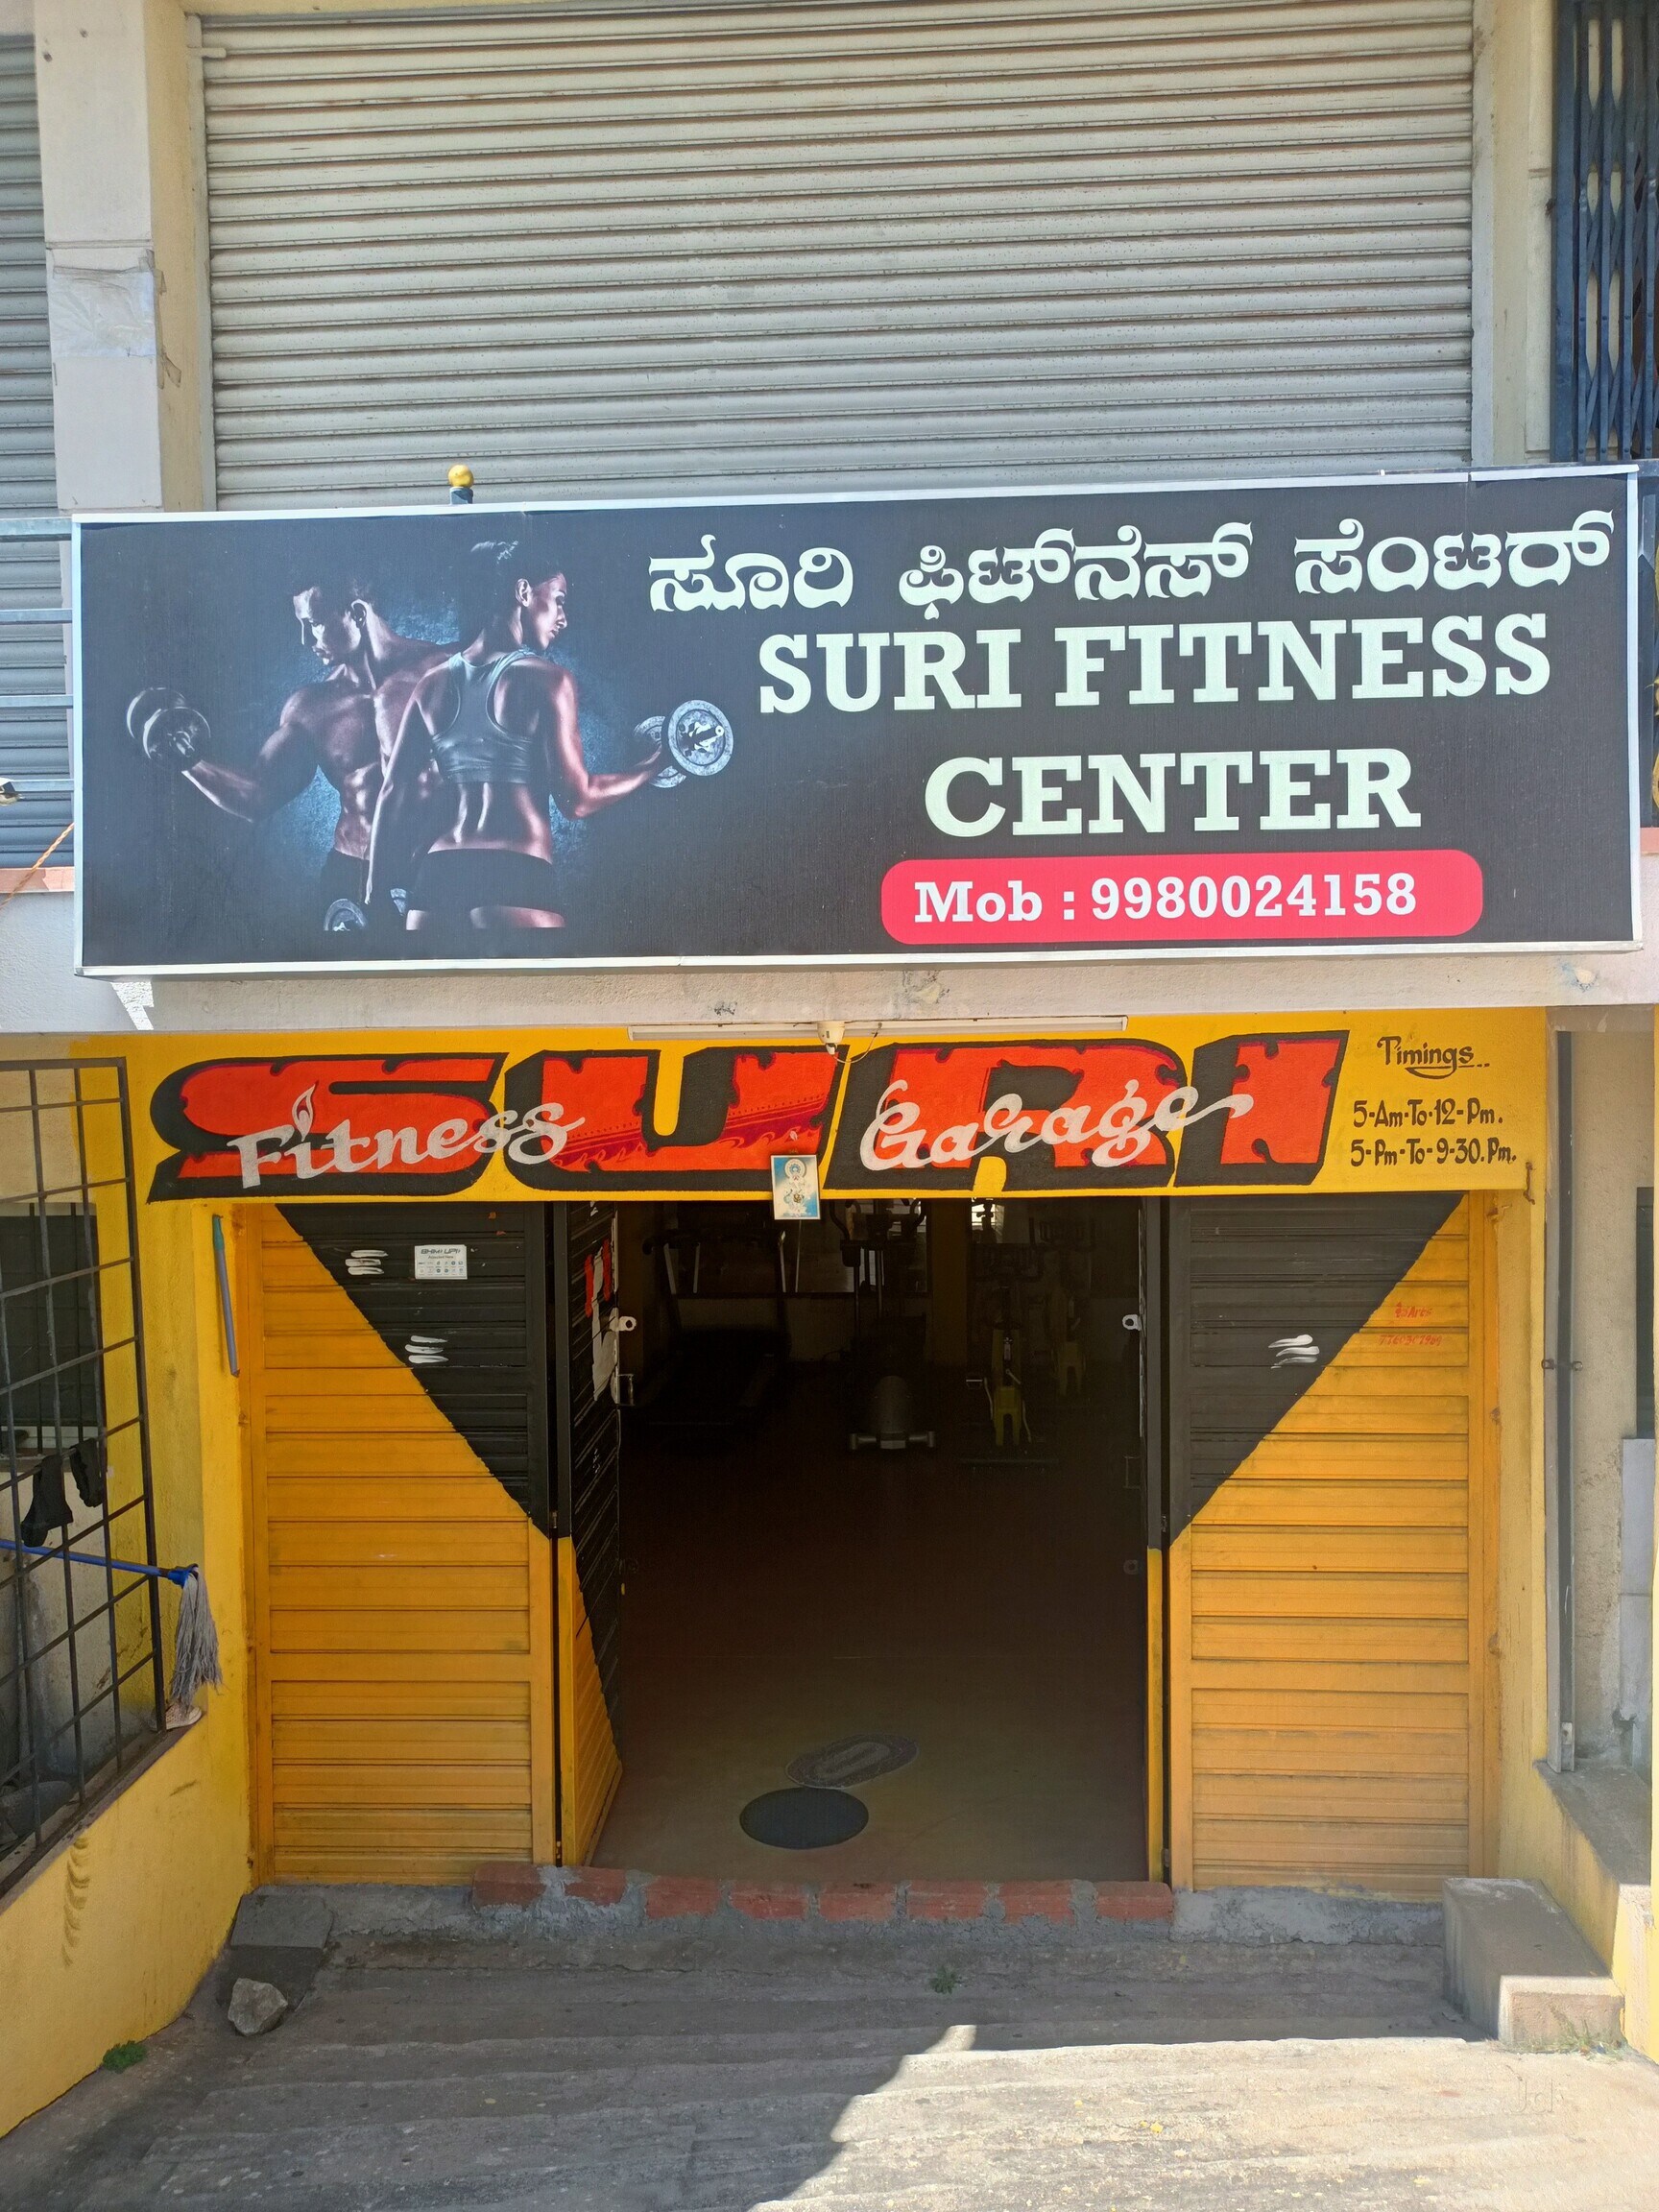 ಸೂರಿ ಫಿಟ್‌ನೆಸ್ ಸೆಂಟರ್
SURI FITNESS
CENTER
Mob : 9980024158
SURI
Fitness Garage
Timings
5-Am-To-12-Pm.
5-Pm-To-9-30.Pm.